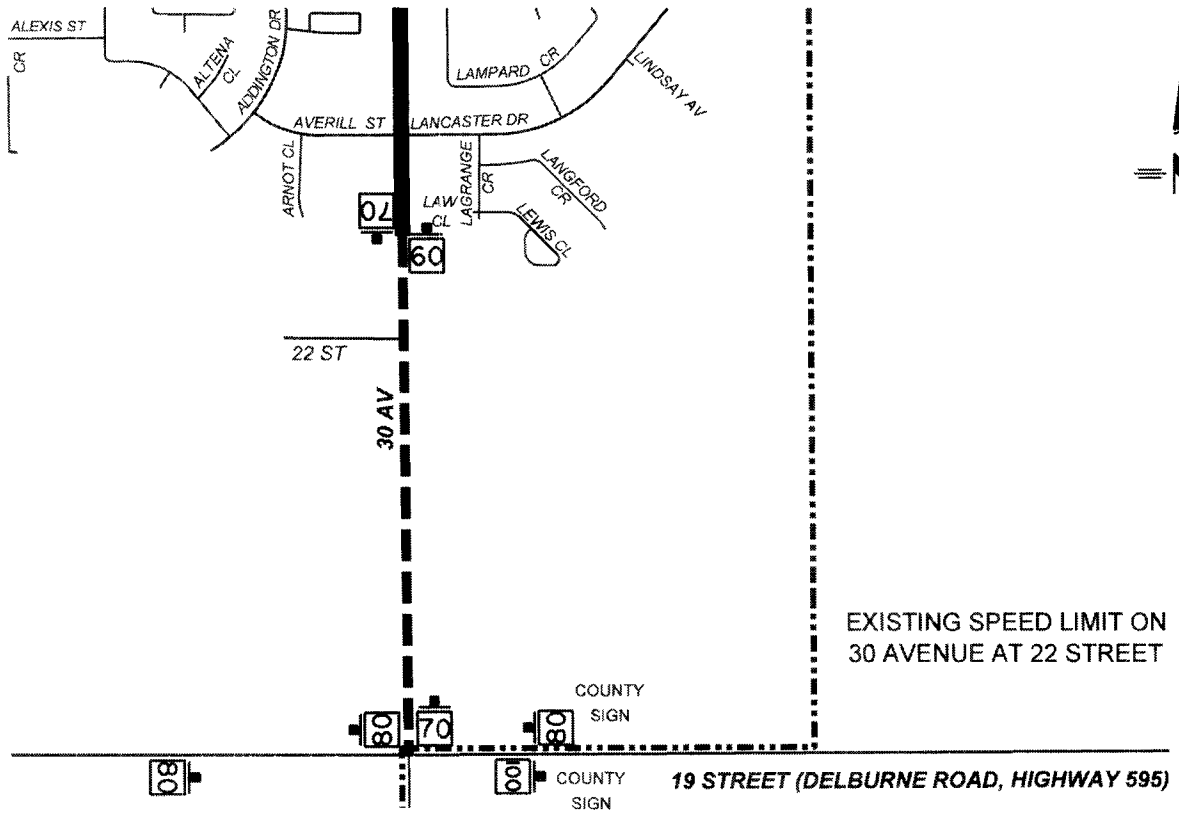 ALEXIS ST
CR
ALTENA
CL
ADDINGTON DR
LAMPARD CR
LINDSAY AV
AVERILL ST
LANCASTER DR
ARNOT CL
LAGRANGE
CR
LANGFORD
CR
LAW
CL
LEWIS CL
70
60
22 ST
30 AV
EXISTING SPEED LIMIT ON
30 AVENUE AT 22 STREET
COUNTY
SIGN
80
70
80
80
100
COUNTY
SIGN
19 STREET (DELBURNE ROAD, HIGHWAY 595)